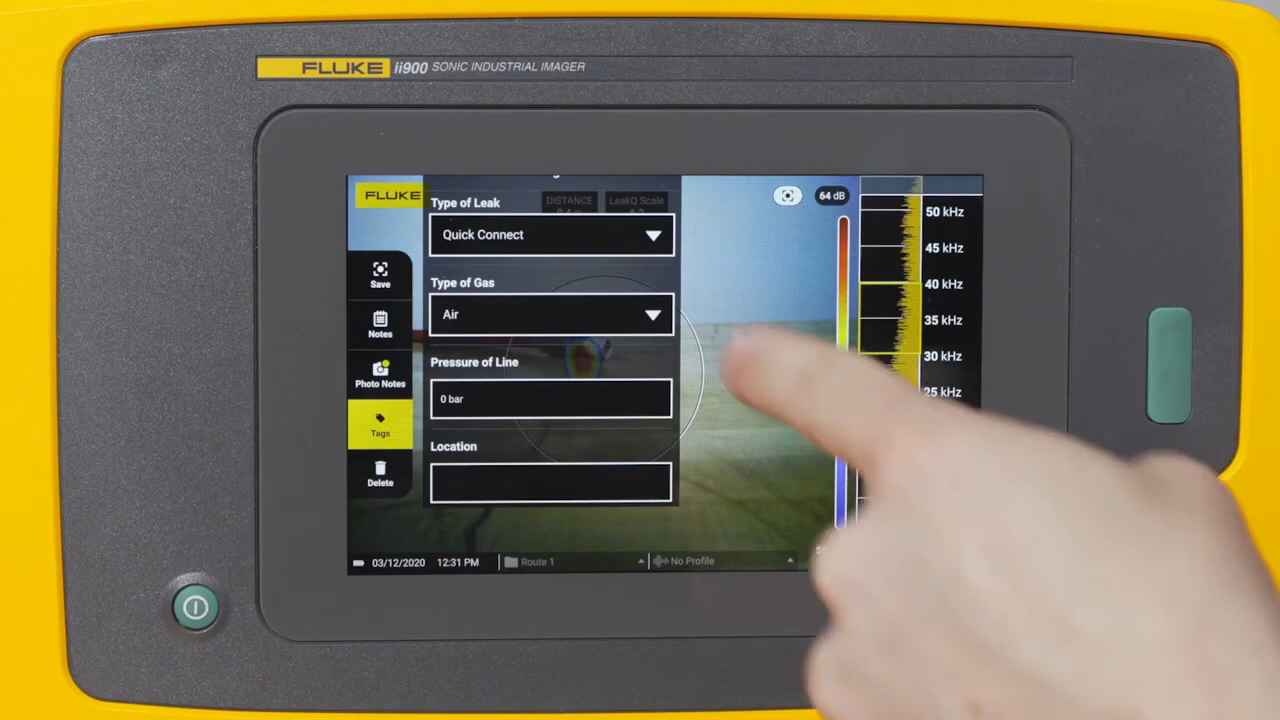 FLUKE ii900 SONIC INDUSTRIAL IMAGER
FLUKE
DISTANCE
LeakQ Scale
64 dB
Type of Leak
Quick Connect
Type of Gas
Air
Pressure of Line
0 bar
Location
Save
Notes
Photo Notes
Tags
Delete
50 kHz
45 kHz
40 kHz
35 kHz
30 kHz
25 kHz
03/12/2020 12:31 PM Route 1 No Profile